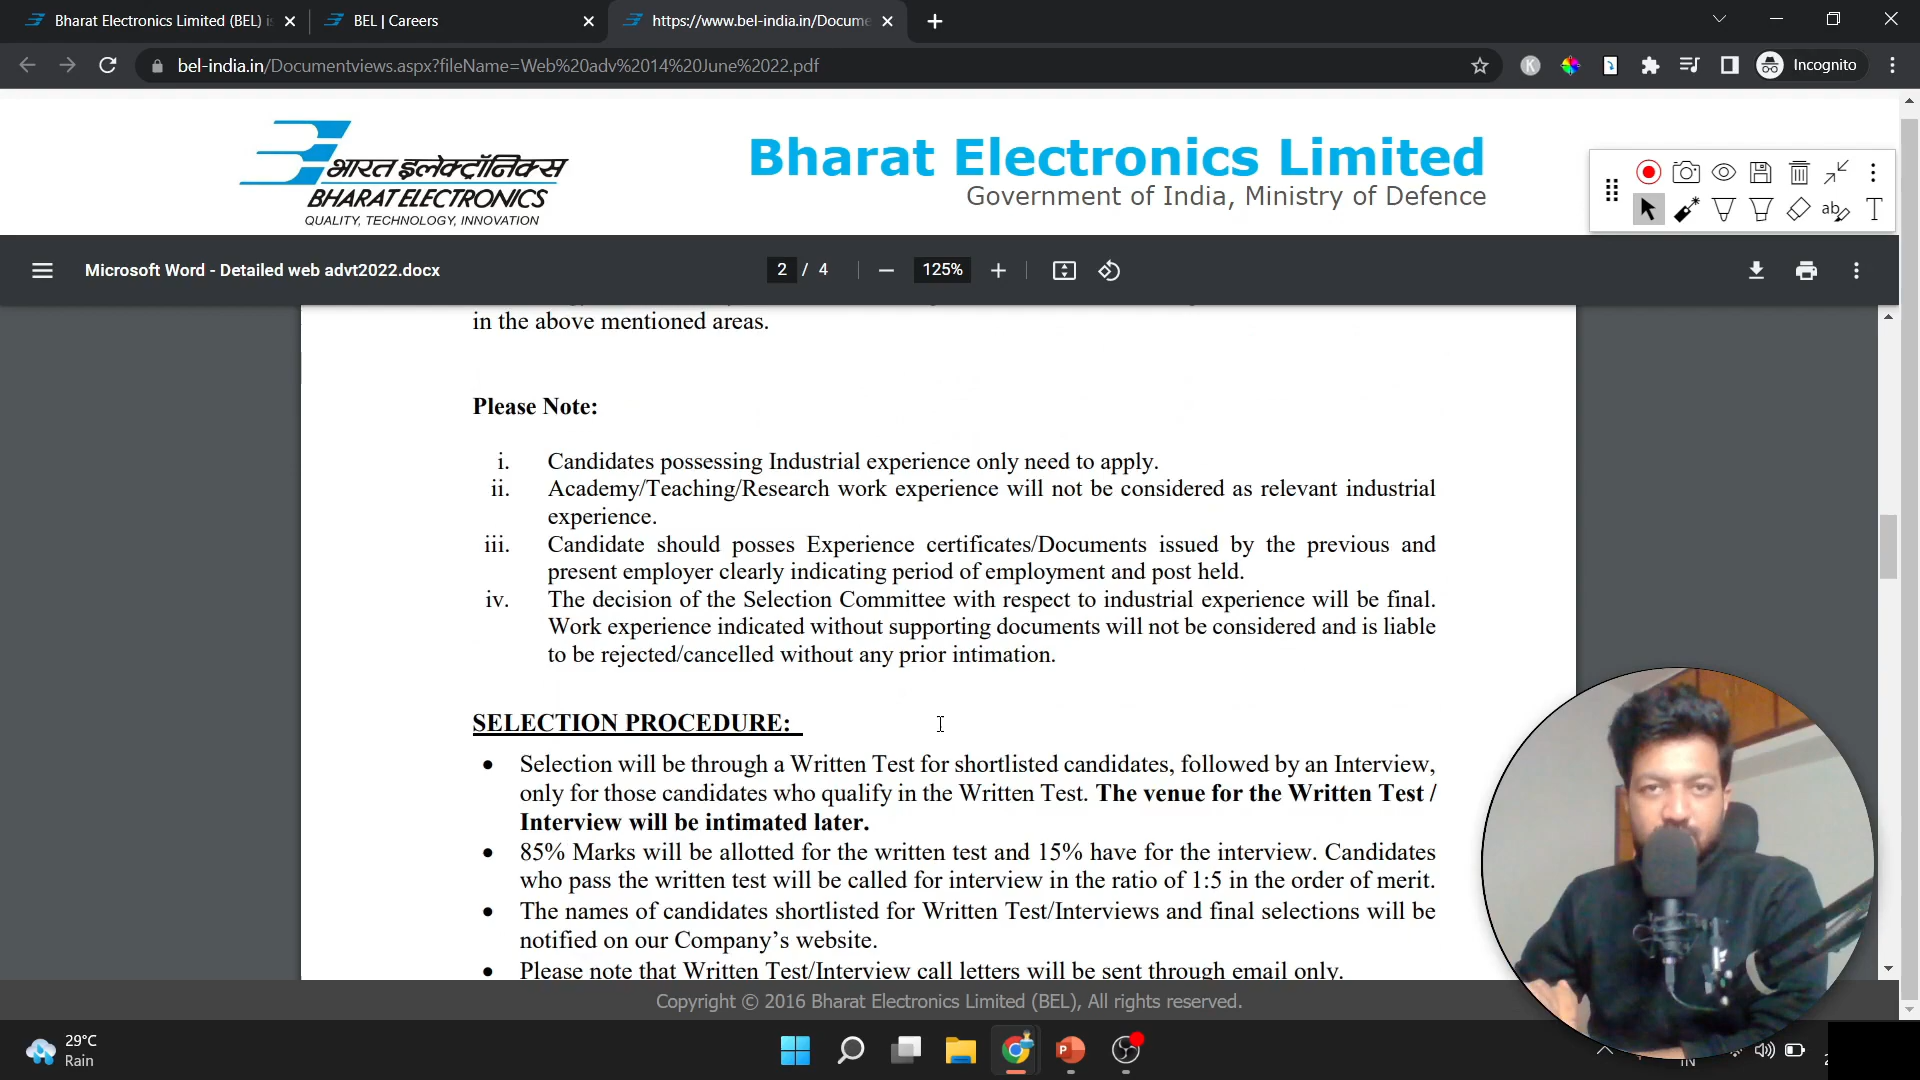 Bharat Electronics Limited (BEL) i
BEL | Careers
https://www.bel-india.in/Docume
bel-india.in/Documentviews.aspx?fileName=Web%20adv%2014%20June%2022.pdf
Incognito
भारत इलेक्ट्रॉनिक्स
BHARAT ELECTRONICS
QUALITY, TECHNOLOGY, INNOVATION
Bharat Electronics Limited
Government of India, Ministry of Defence
Microsoft Word - Detailed web advt2022.docx
2 / 4
125%
in the above mentioned areas.
Please Note:
i. Candidates possessing Industrial experience only need to apply.
ii. Academy/Teaching/Research work experience will not be considered as relevant industrial
experience.
iii. Candidate should posses Experience certificates/Documents issued by the previous and
present employer clearly indicating period of employment and post held.
iv. The decision of the Selection Committee with respect to industrial experience will be final.
Work experience indicated without supporting documents will not be considered and is liable
to be rejected/cancelled without any prior intimation.
SELECTION PROCEDURE:
• Selection will be through a Written Test for shortlisted candidates, followed by an Interview,
only for those candidates who qualify in the Written Test. The venue for the Written Test /
Interview will be intimated later.
• 85% Marks will be allotted for the written test and 15% have for the interview. Candidates
who pass the written test will be called for interview in the ratio of 1:5 in the order of merit.
• The names of candidates shortlisted for Written Test/Interviews and final selections will be
notified on our Company's website.
• Please note that Written Test/Interview call letters will be sent through email only.
Copyright © 2016 Bharat Electronics Limited (BEL), All rights reserved.
29°C
Rain
IN